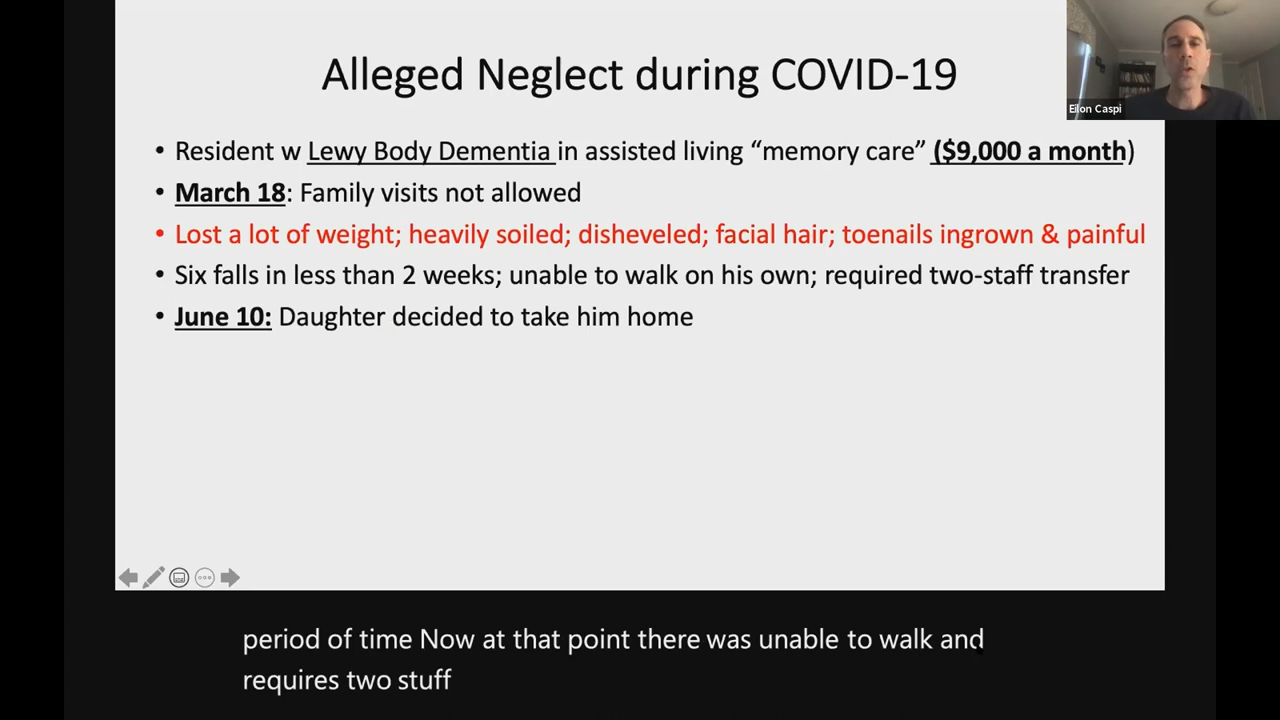 Alleged Neglect during COVID-19
Eilon Caspi
• Resident w Lewy Body Dementia in assisted living “memory care” ($9,000 a month)
• March 18: Family visits not allowed
• Lost a lot of weight; heavily soiled; disheveled; facial hair; toenails ingrown & painful
• Six falls in less than 2 weeks; unable to walk on his own; required two-staff transfer
• June 10: Daughter decided to take him home
period of time Now at that point there was unable to walk and
requires two stuff